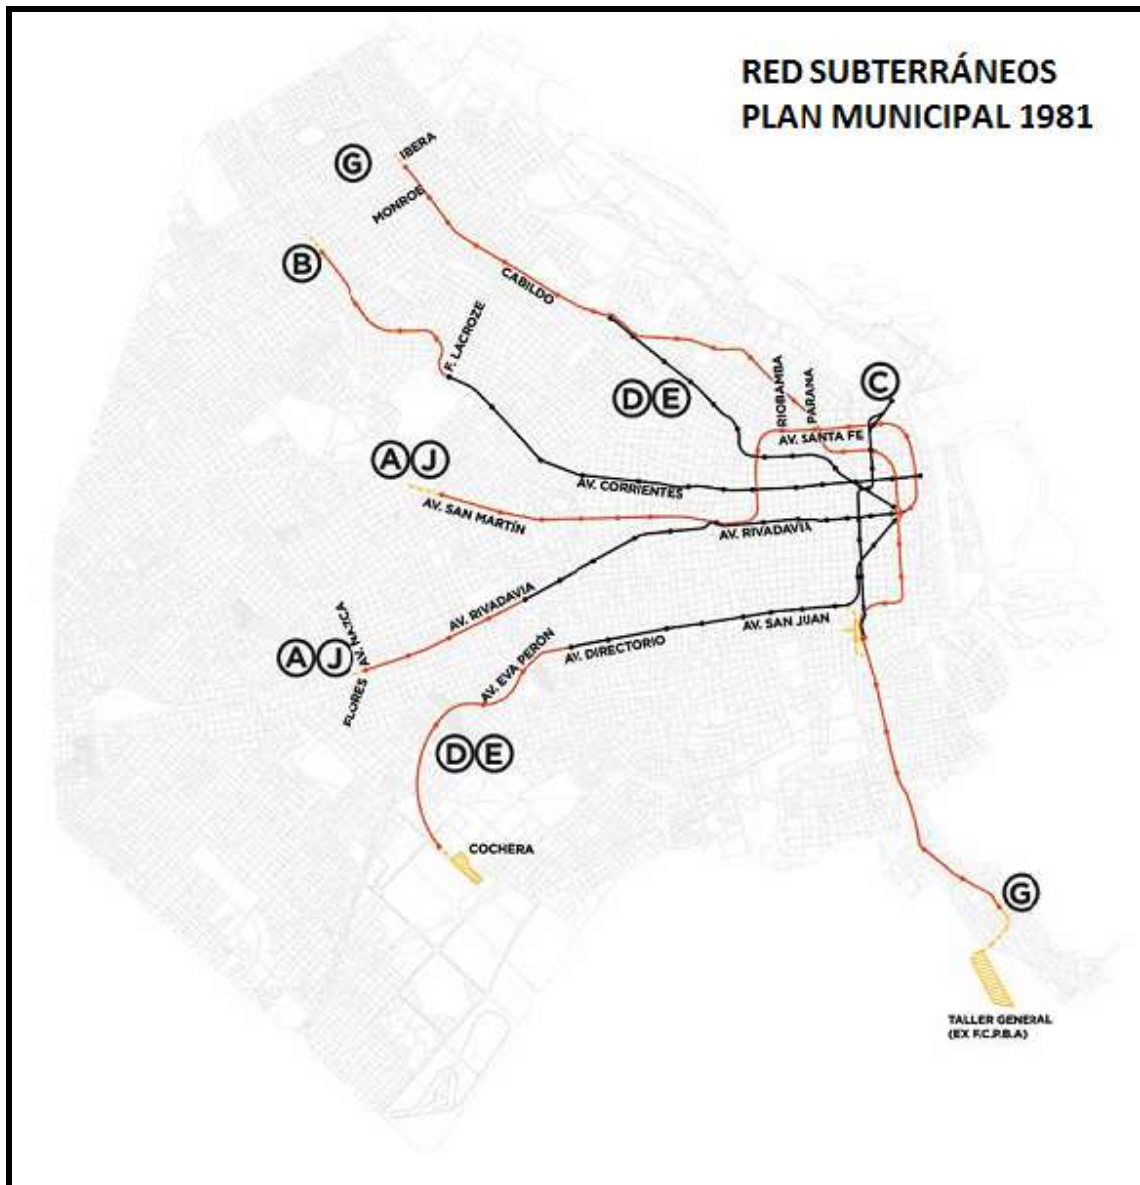 RED SUBTERRÁNEOS
PLAN MUNICIPAL 1981
G
IBERA
MONROE
B
CABILDO
F. LACROZE
RIOBAMBA
PARANA
C
D E
AV. SANTA FE
A J
AV. CORRIENTES
AV. SAN MARTÍN
AV. RIVADAVIA
AV. RIVADAVIA
AV. NAZCA
A J
FLORES
AV. EVA PERÓN
AV. DIRECTORIO
AV. SAN JUAN
D E
COCHERA
G
TALLER GENERAL
(EX F.C.P.B.A)